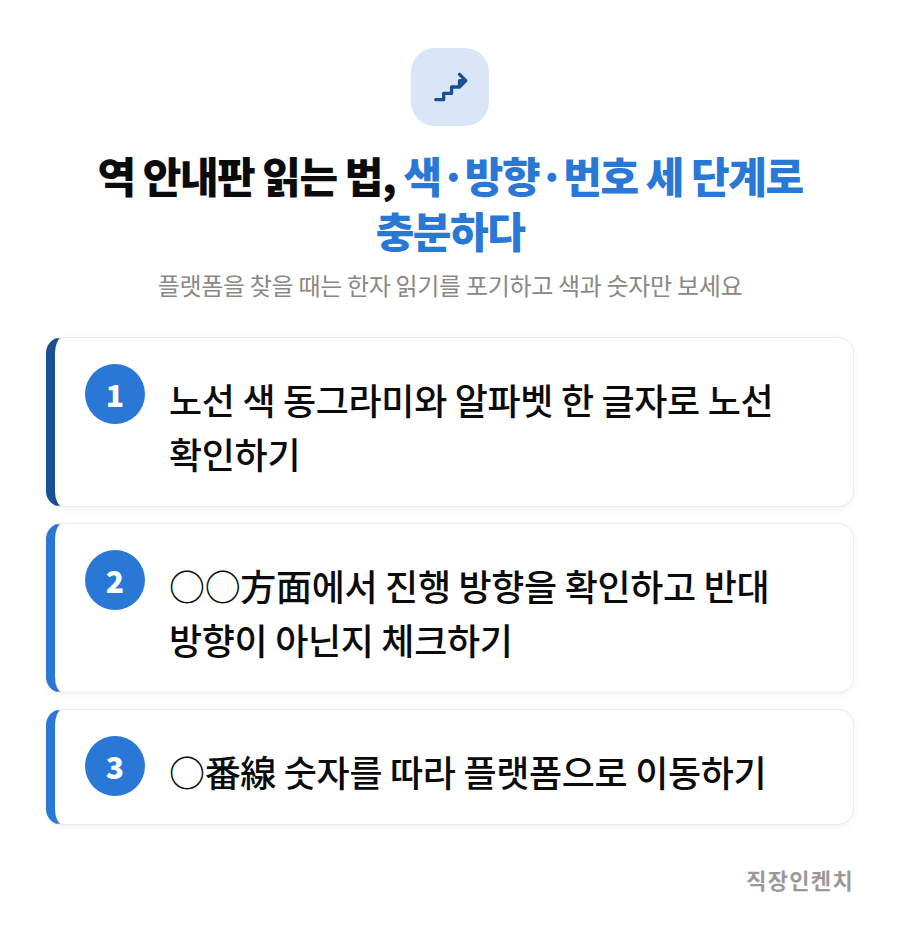 역 안내판 읽는 법, 색·방향·번호 세 단계로
충분하다
플랫폼을 찾을 때는 한자 읽기를 포기하고 색과 숫자만 보세요
1
노선 색 동그라미와 알파벳 한 글자로 노선
확인하기
2
◯◯方面에서 진행 방향을 확인하고 반대
방향이 아닌지 체크하기
3
◯番線 숫자를 따라 플랫폼으로 이동하기
직장인켄치